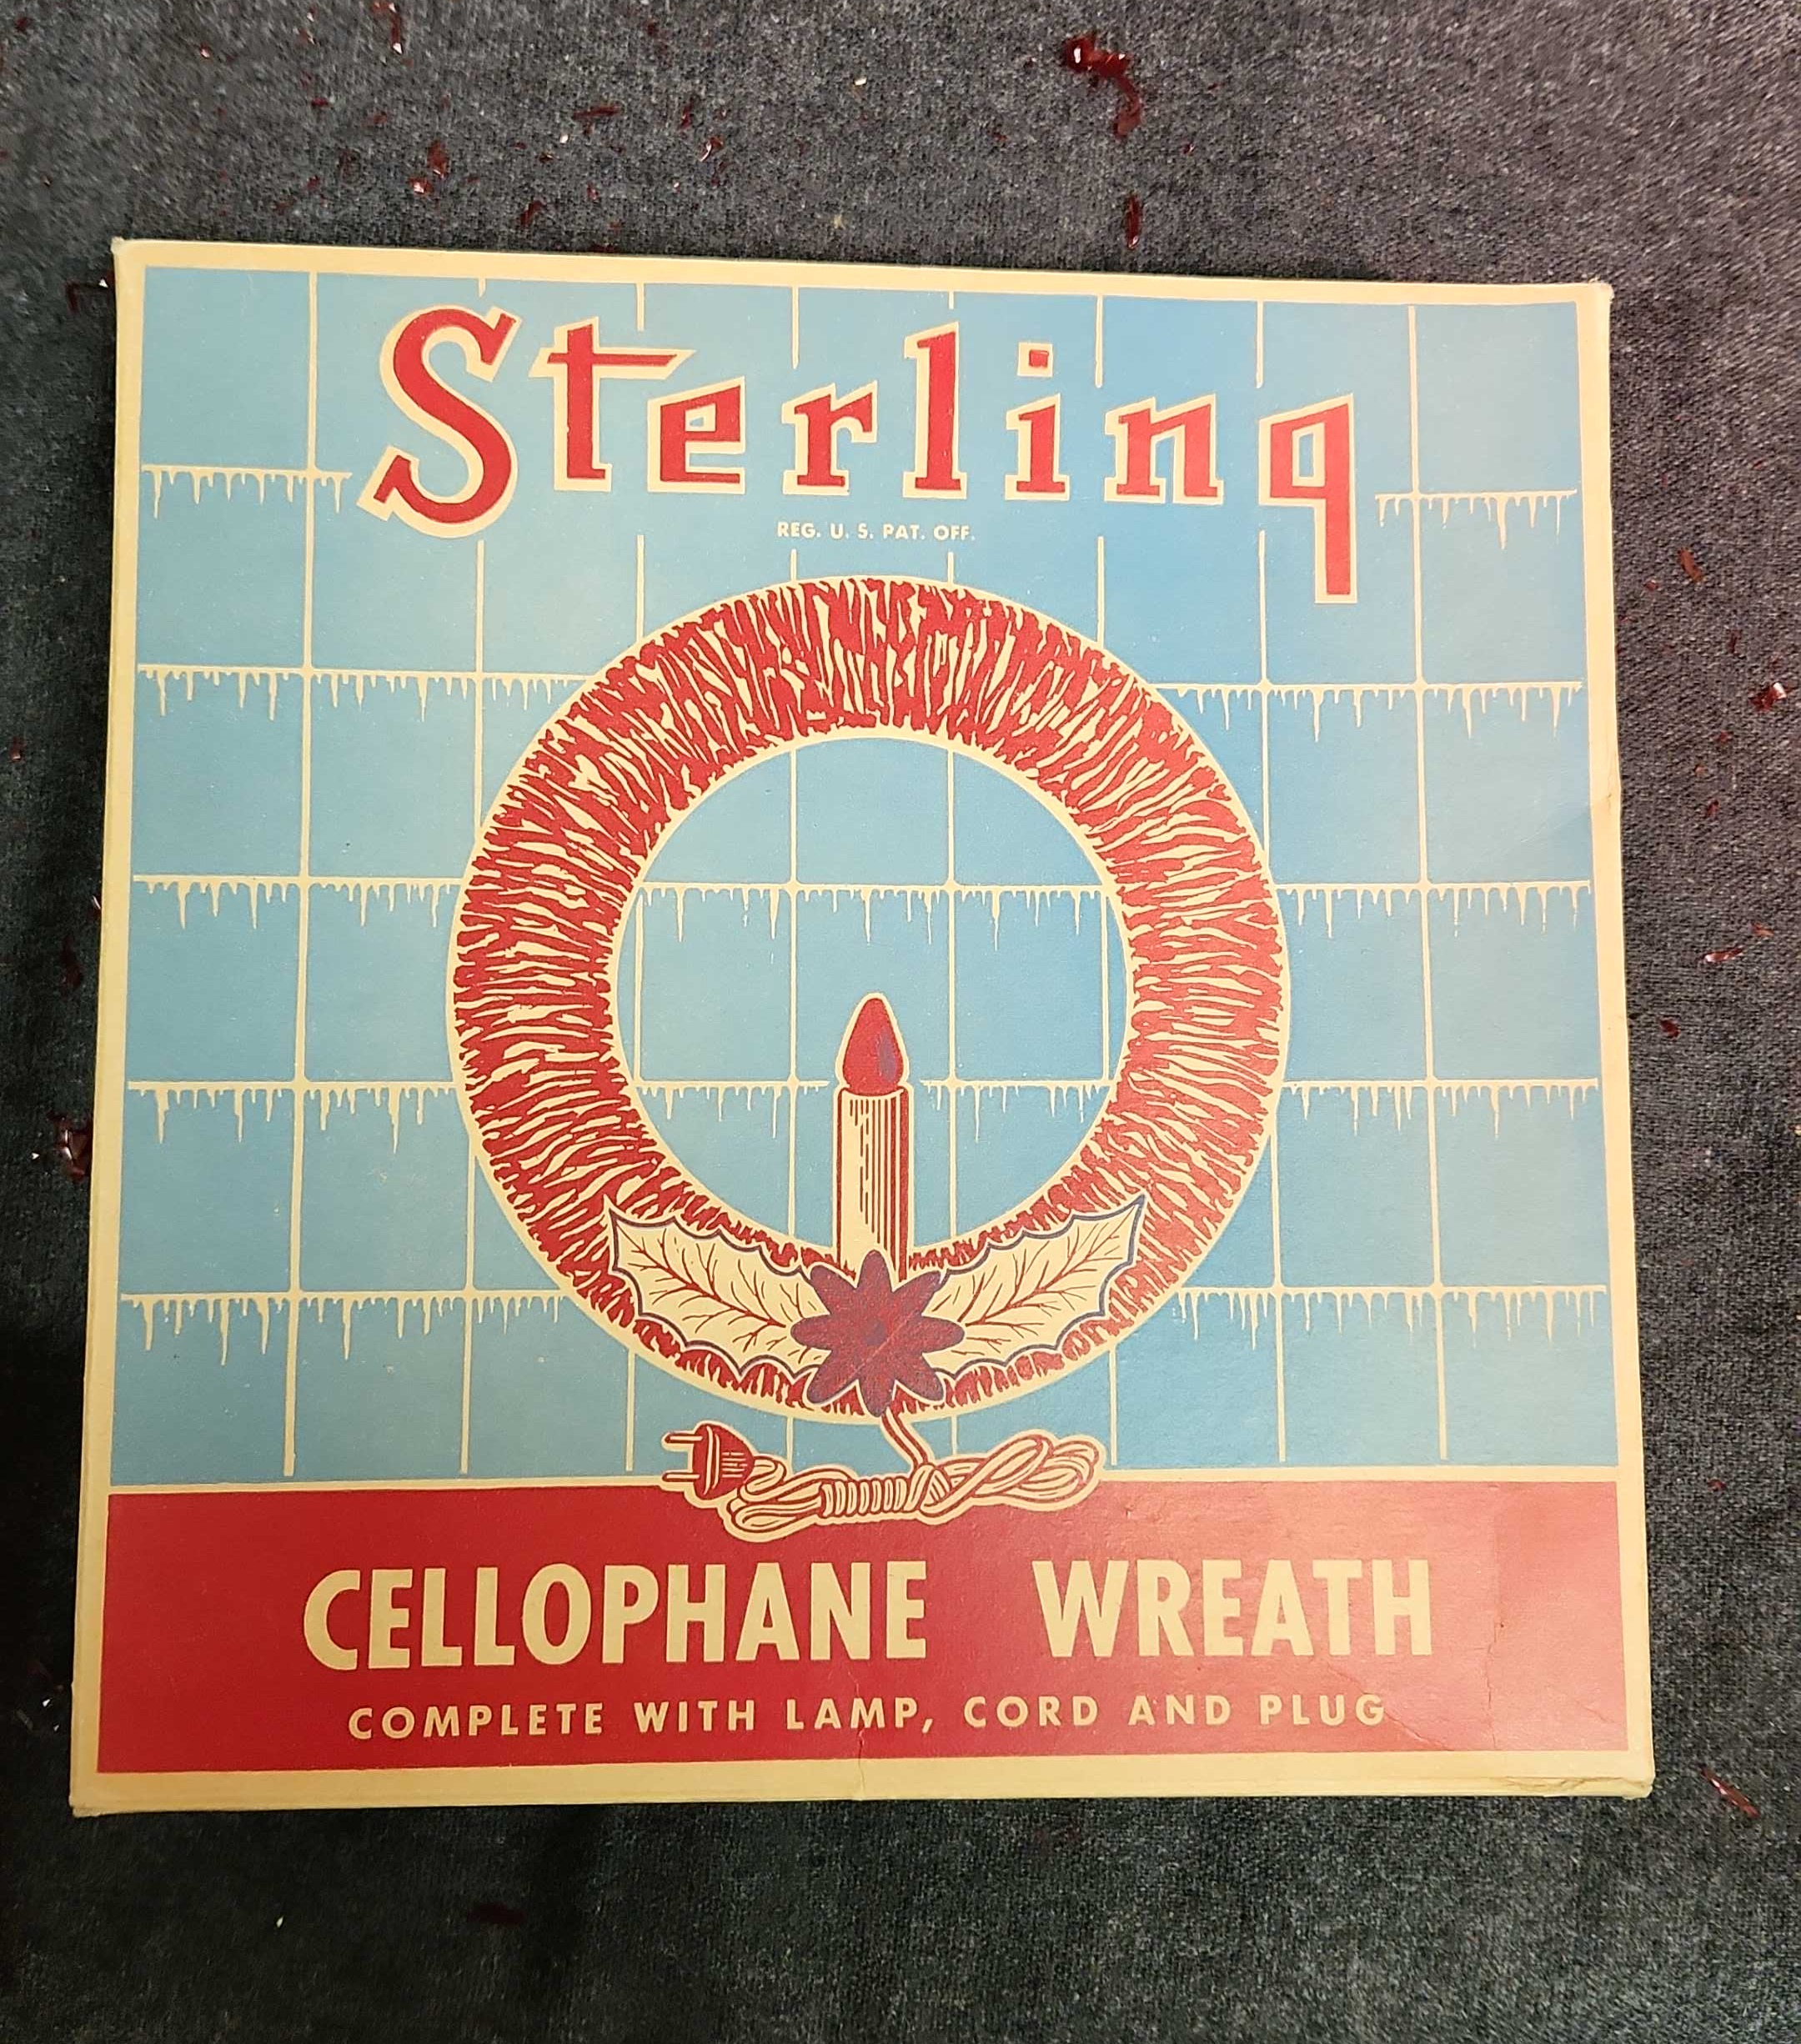 Sterling
REG. U. S. PAT. OFF.
CELLOPHANE WREATH
COMPLETE WITH LAMP, CORD AND PLUG